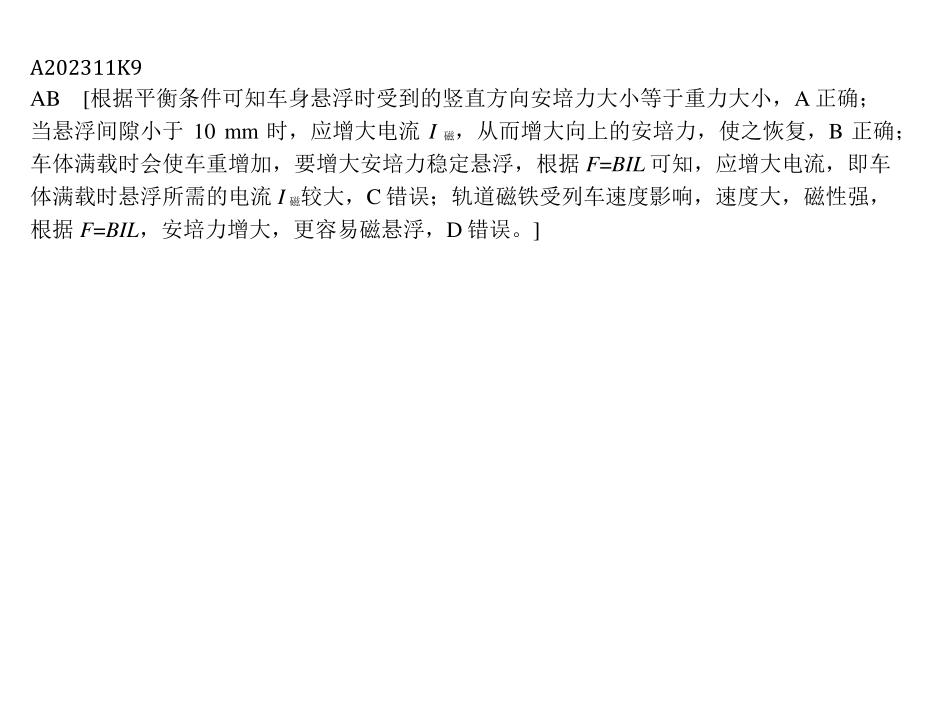 A202311K9
AB [根据平衡条件可知车身悬浮时受到的竖直方向安培力大小等于重力大小，A 正确；
当悬浮间隙小于 10 mm 时，应增大电流 I磁，从而增大向上的安培力，使之恢复，B 正确；
车体满载时会使车重增加，要增大安培力稳定悬浮，根据 F=BIL 可知，应增大电流，即车
体满载时悬浮所需的电流 I磁较大，C 错误；轨道磁铁受列车速度影响，速度大，磁性强，
根据 F=BIL，安培力增大，更容易磁悬浮，D 错误。]